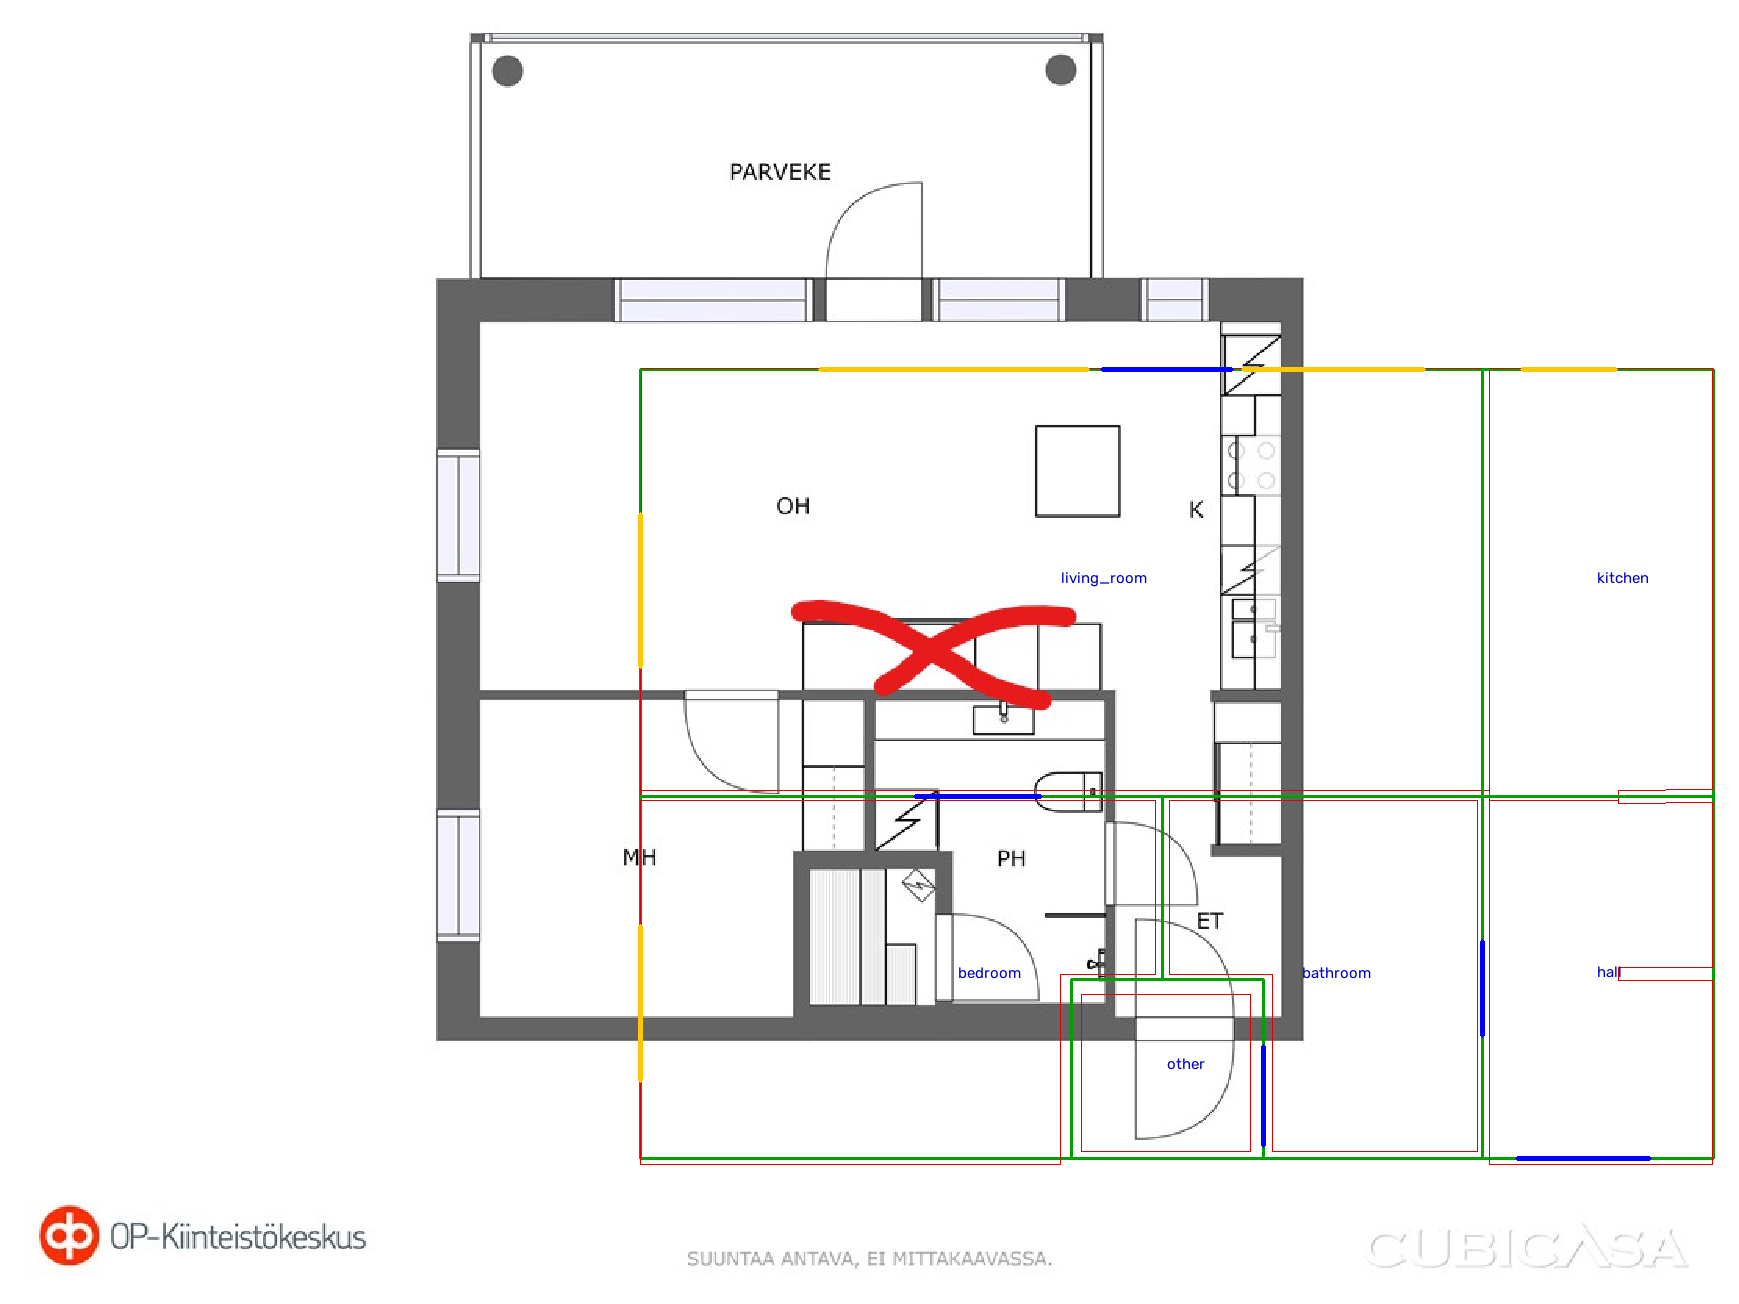 PARVEKE
OH
K
living_room
kitchen
MH
PH
ET
bedroom
bathroom
hall
other
OP-Kiinteistökeskus
SUUNTAA ANTAVA, EI MITTAKAAVASSA.
CUBICASA